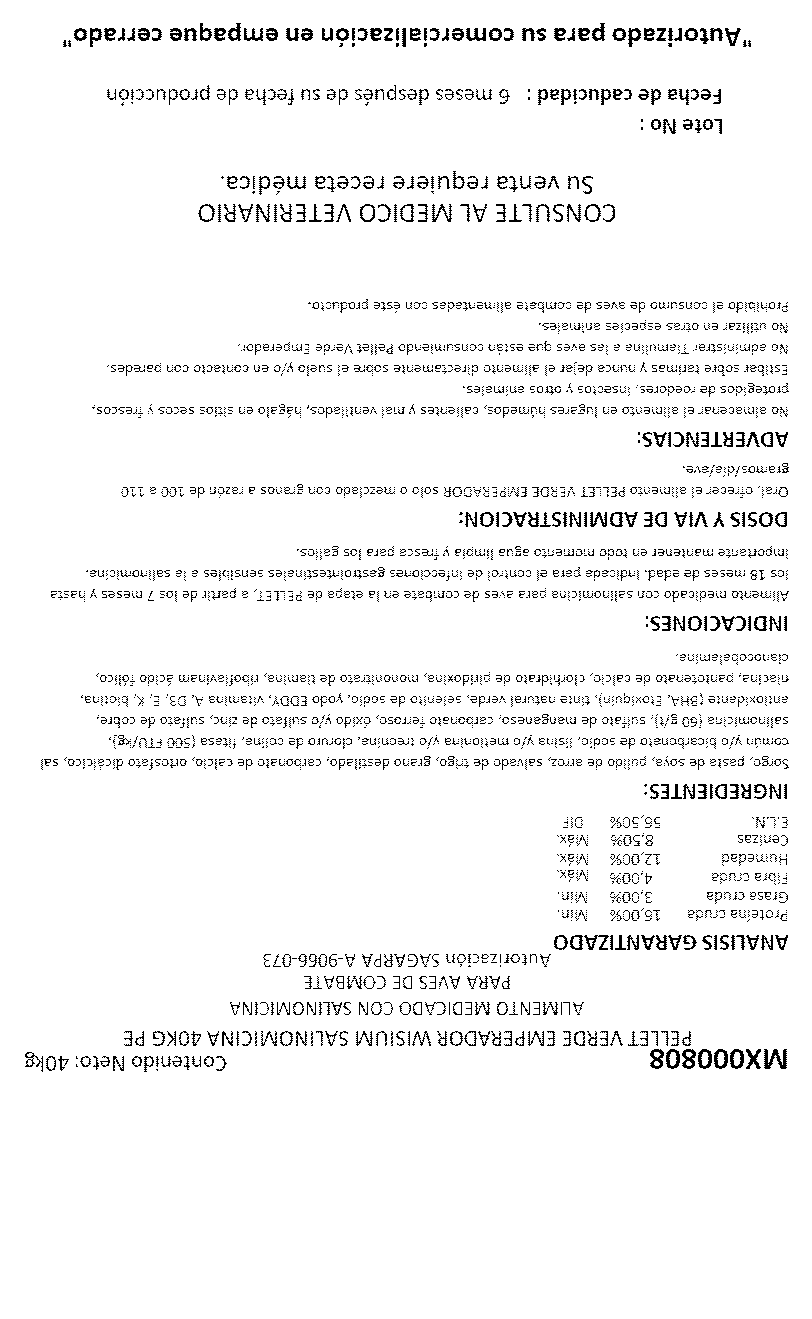 MX000808
Contenido Neto: 40kg
PELLET VERDE EMPERADOR WISIUM SALINOMICINA 40KG PE
ALIMENTO MEDICADO CON SALINOMICINA
PARA AVES DE COMBATE
Autorización SAGARPA A-9066-073
ANALISIS GARANTIZADO
Proteína cruda 15,00% Min.
Grasa cruda 3,00% Min.
Fibra cruda 4,00% Máx.
Humedad 12,00% Máx.
Cenizas 8,50% Máx.
E.L.N. 56,50% DIF
INGREDIENTES:
Sorgo, pasta de soya, pulido de arroz, salvado de trigo, grano destilado, carbonato de calcio, ortosfato dicálcico, sal
común y/o bicarbonato de sodio, lisina y/o metionina y/o treonina, cloruro de colina, fitasa (500 FTU/kg),
salinomicina (60 g/t), sulfato de manganeso, carbonato ferroso, óxido y/o sulfato de zinc, sulfato de cobre,
antioxidante (BHA, Etoxiquin), tinte natural verde, selenito de sodio, yodo EDDY, vitamina A, D3, E, K, biotina,
niacina, pantotenato de calcio, clorhidrato de piridoxina, mononitrato de tiamina, riboflavinam ácido fólico,
cianocobalamina.
INDICACIONES:
Alimento medicado con salinomicina para aves de combate en la etapa de PELLET, a partir de los 7 meses y hasta
los 18 meses de edad. Indicada para el control de infecciones gastrointestinales sensibles a la salinomicina.
Importante mantener en todo momento agua limpia y fresca para los gallos.
DOSIS Y VIA DE ADMINISTRACION:
Oral, ofrecer el alimento PELLET VERDE EMPERADOR solo o mezclado con granos a razón de 100 a 110
gramos/día/ave.
ADVERTENCIAS:
No almacenar el alimento en lugares húmedos, calientes y mal ventilados, hágalo en sitios secos y frescos,
protegidos de roedores, insectos y otros animales.
Estibar sobre tarimas y nunca dejar el alimento directamente sobre el suelo y/o en contacto con paredes.
No administrar Tiamulina a las aves que están consumiendo Pellet Verde Emperador.
No utilizar en otras especies animales.
Prohibido el consumo de aves de combate alimentadas con éste producto.
CONSULTE AL MEDICO VETERINARIO
Su venta requiere receta médica.
Lote No :
Fecha de caducidad : 6 meses después de su fecha de producción
"Autorizado para su comercialización en empaque cerrado"